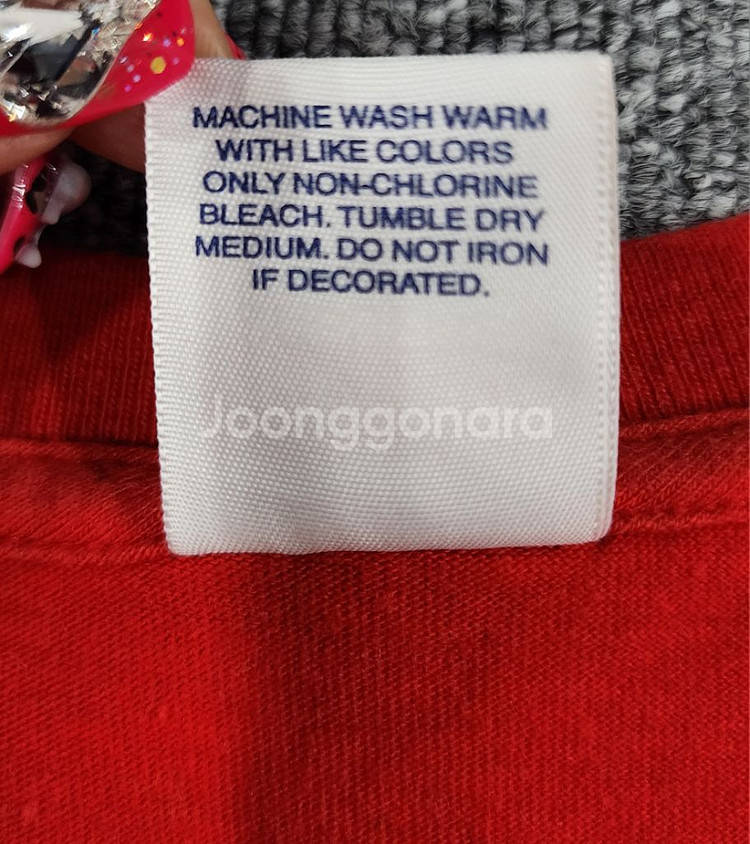 MACHINE WASH WARM
WITH LIKE COLORS
ONLY NON-CHLORINE
BLEACH. TUMBLE DRY
MEDIUM. DO NOT IRON
IF DECORATED.
Joonggonara